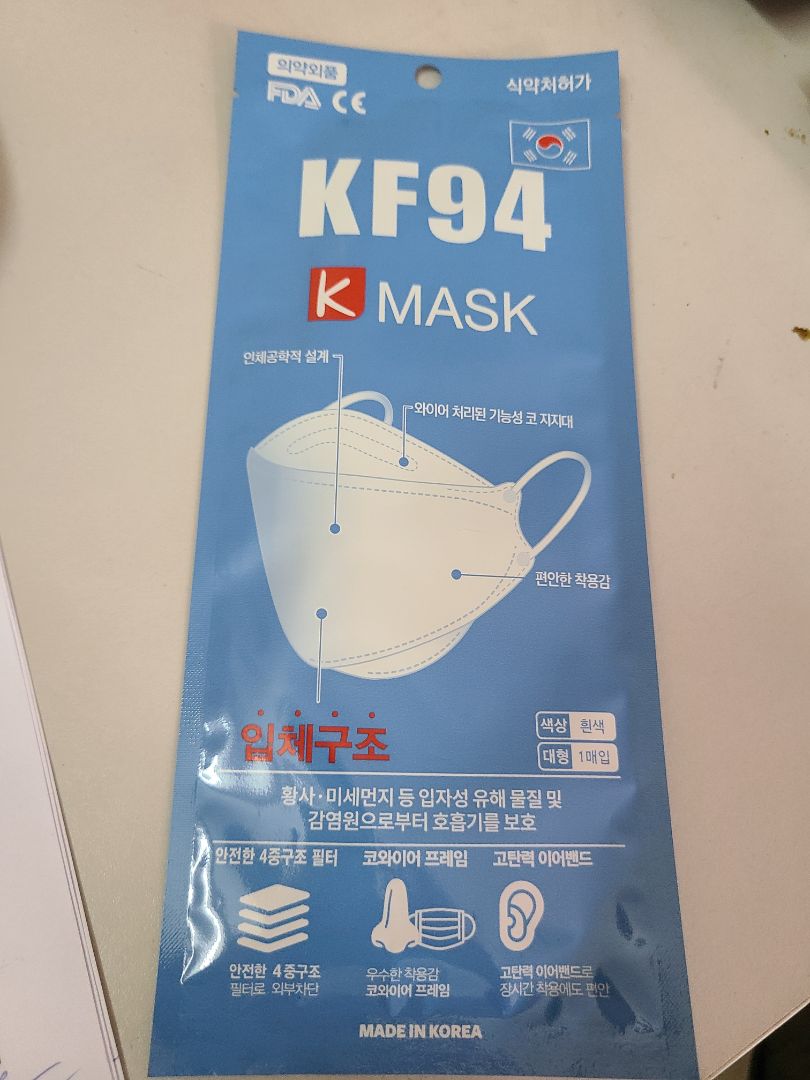 의약외품
FDA CE
식약처허가
KF94
K MASK
인체공학적 설계
와이어 처리된 기능성 코 지지대
편안한 착용감
입체구조
색상 흰색
대형 1매입
황사·미세먼지 등 입자성 유해 물질 및
감염원으로부터 호흡기를 보호
안전한 4중구조 필터
코와이어 프레임
고탄력 이어밴드
안전한 4중구조
필터로 외부차단
우수한 착용감
코와이어 프레임
고탄력 이어밴드로
장시간 착용에도 편안
MADE IN KOREA